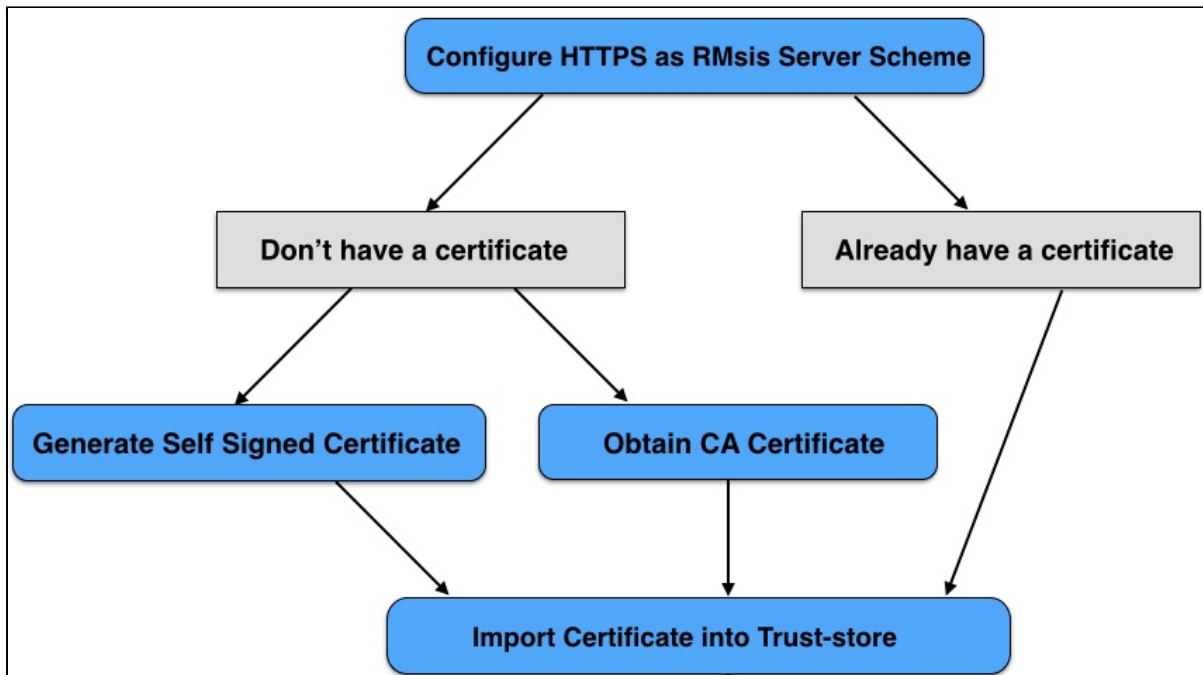 Configure HTTPS as RMsis Server Scheme
Don’t have a certificate
Already have a certificate
Generate Self Signed Certificate
Obtain CA Certificate
Import Certificate into Trust-store